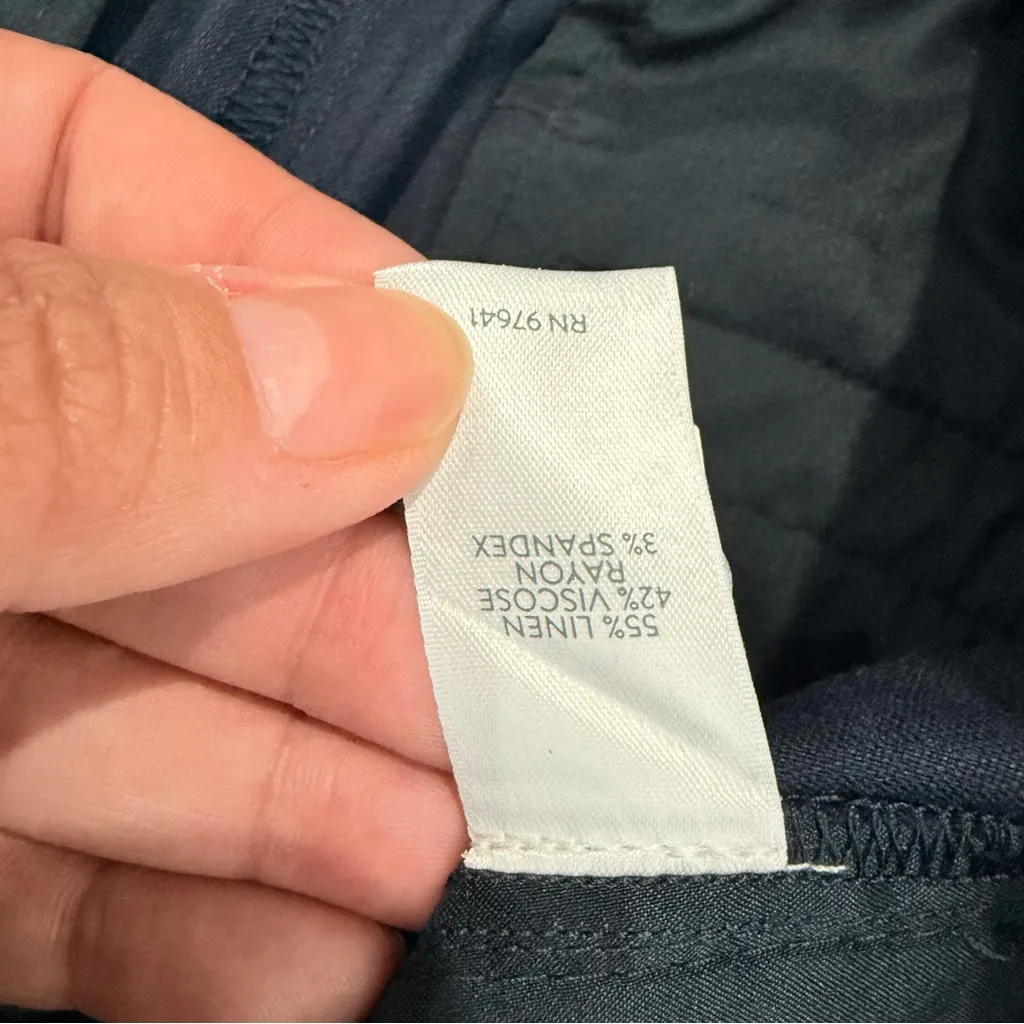 55% LINEN
42% VISCOSE
RAYON
3% SPANDEX
RN 97641